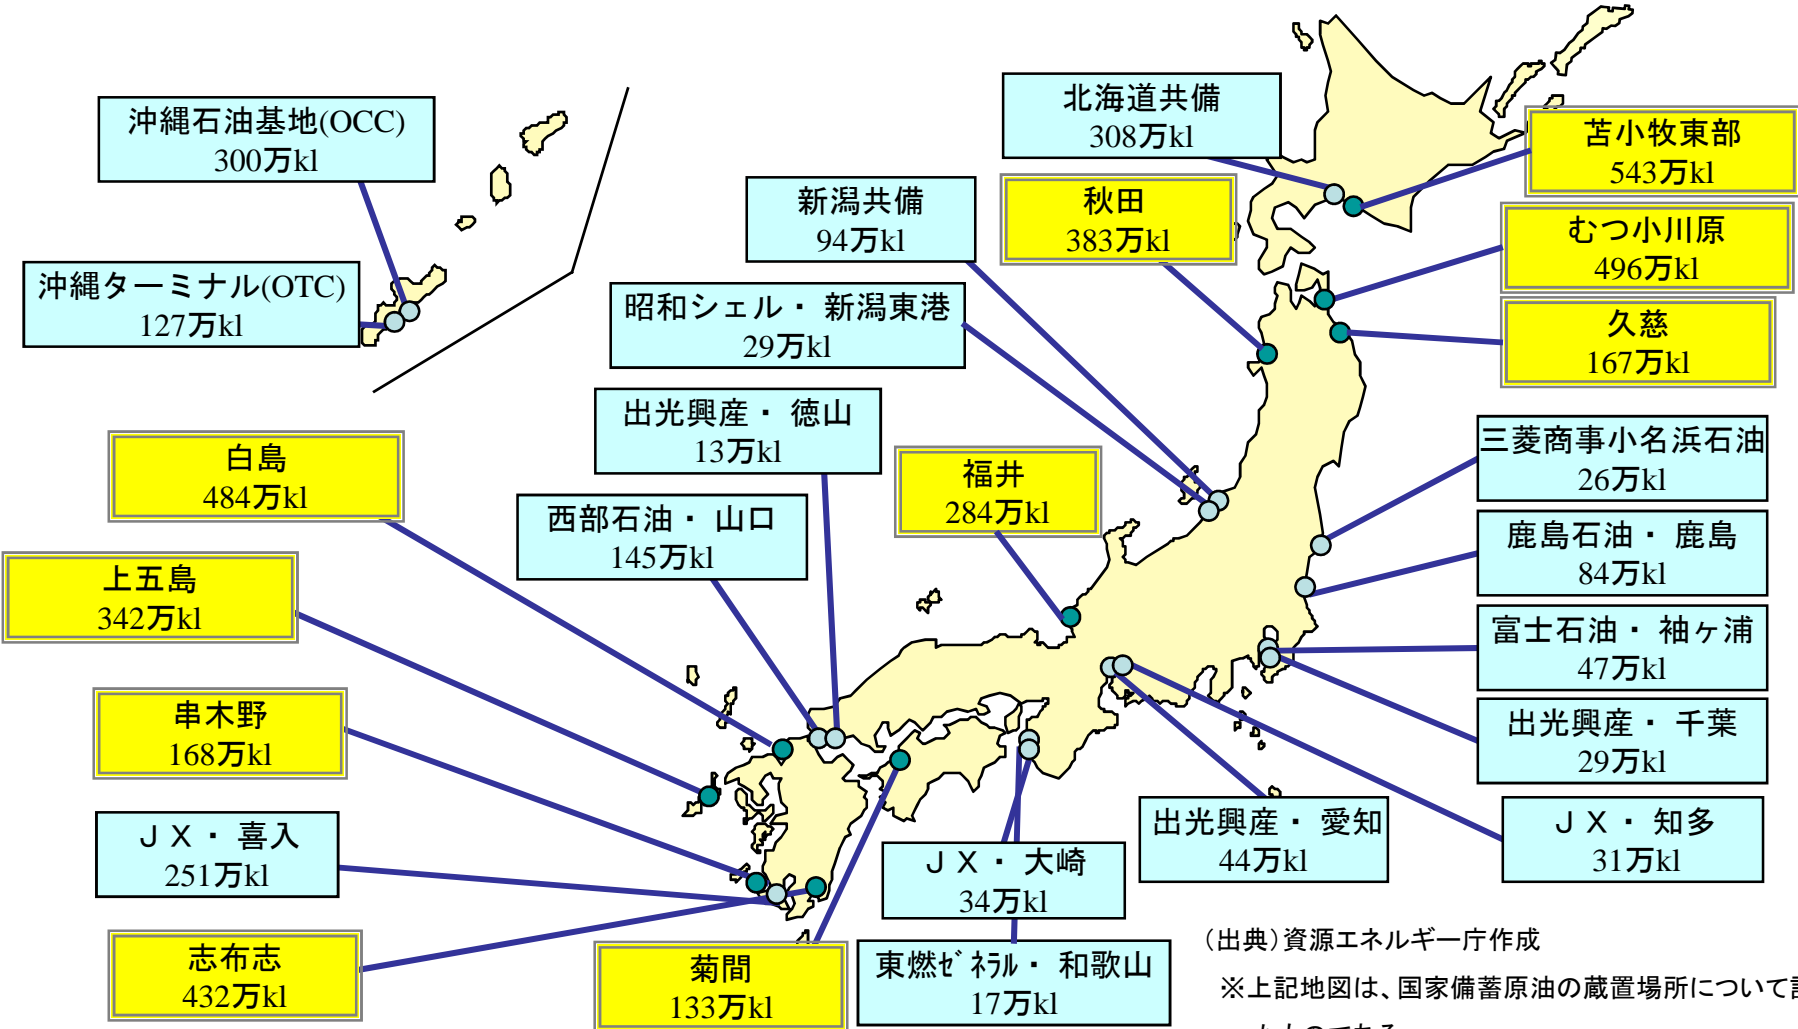 沖縄石油基地(OCC)
300万kl
沖縄ターミナル(OTC)
127万kl
北海道共備
308万kl
苫小牧東部
543万kl
新潟共備
94万kl
秋田
383万kl
むつ小川原
496万kl
昭和シェル・新潟東港
29万kl
久慈
167万kl
出光興産・徳山
13万kl
白島
484万kl
福井
284万kl
三菱商事小名浜石油
26万kl
西部石油・山口
145万kl
鹿島石油・鹿島
84万kl
上五島
342万kl
富士石油・袖ヶ浦
47万kl
串木野
168万kl
出光興産・千葉
29万kl
JX・喜入
251万kl
出光興産・愛知
44万kl
JX・知多
31万kl
JX・大崎
34万kl
志布志
432万kl
菊間
133万kl
東燃ｾﾞﾈﾗﾙ・和歌山
17万kl
（出典）資源エネルギー庁作成
※上記地図は、国家備蓄原油の蔵置場所について